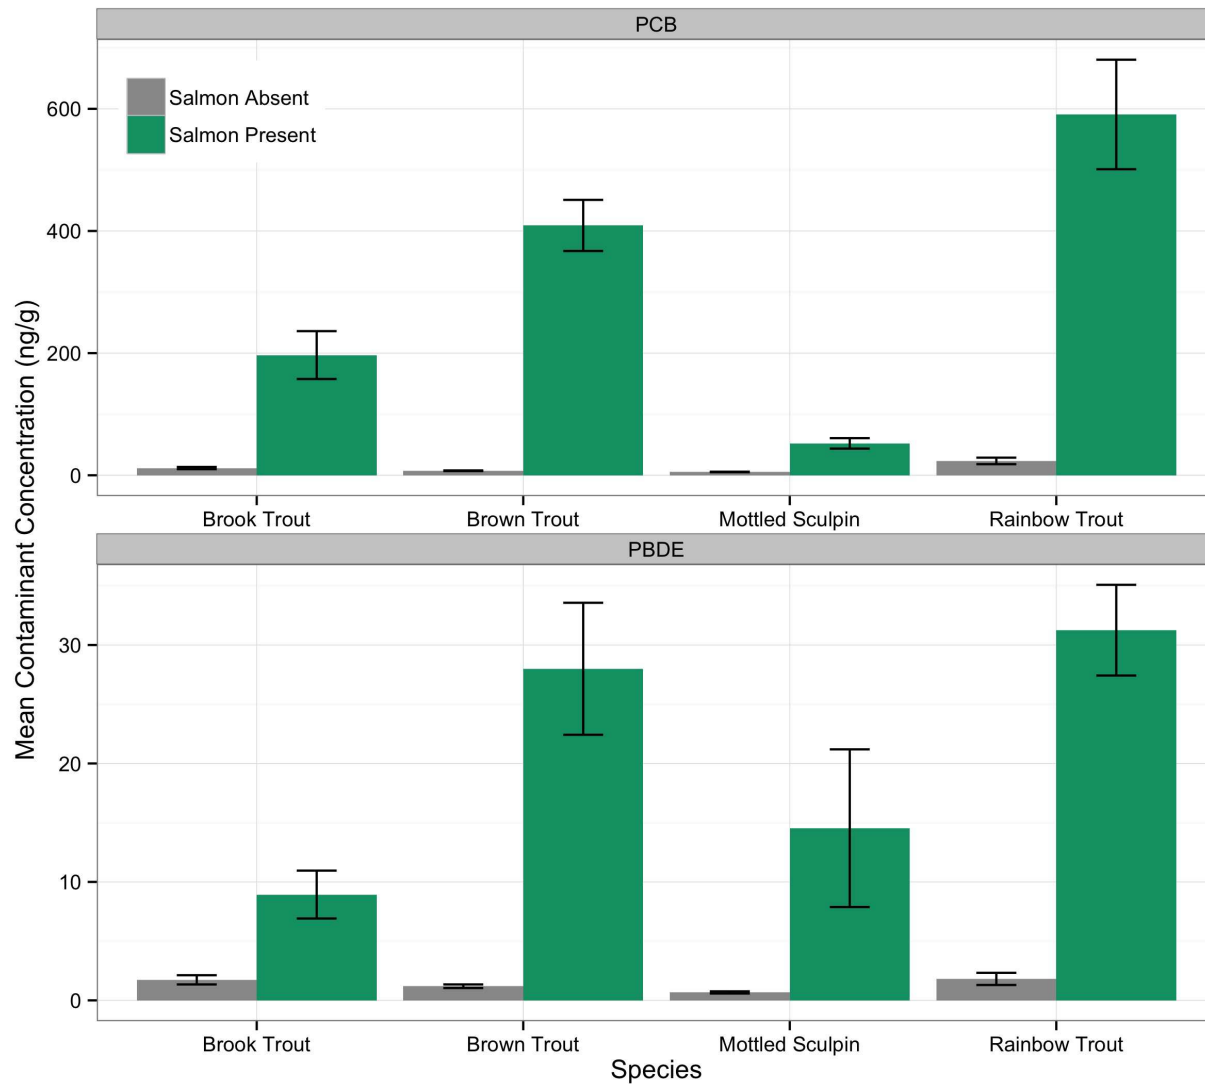 PCB
Salmon Absent
Salmon Present
600
400
200
0
Brook Trout Brown Trout Mottled Sculpin Rainbow Trout
Mean Contaminant Concentration (ng/g)
PBDE
30
20
10
0
Brook Trout Brown Trout Mottled Sculpin Rainbow Trout
Species